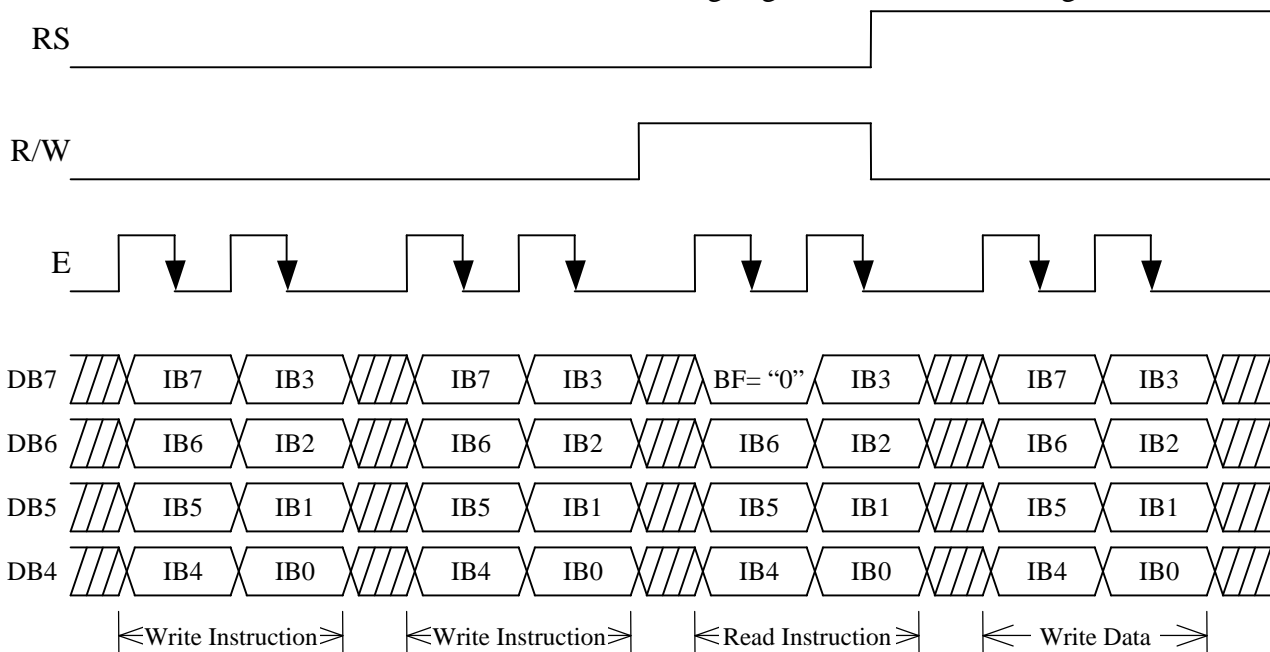 RS
R/W
E
DB7 IB7 IB3 IB7 IB3 BF= “0” IB3 IB7 IB3
DB6 IB6 IB2 IB6 IB2 IB6 IB2 IB6 IB2
DB5 IB5 IB1 IB5 IB1 IB5 IB1 IB5 IB1
DB4 IB4 IB0 IB4 IB0 IB4 IB0 IB4 IB0
Write Instruction Write Instruction Read Instruction Write Data